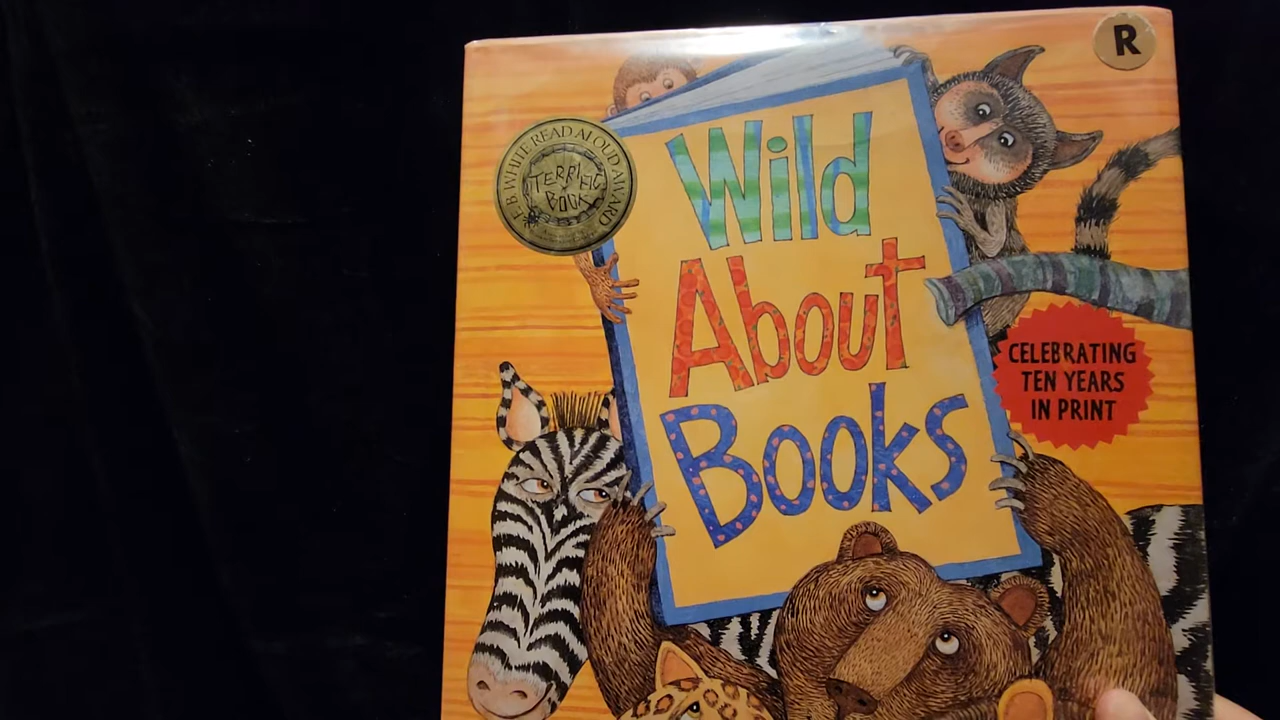 R
E.B. WHITE READ ALOUD AWARD
TERRIFIC
BOOK
Wild
About
Books
CELEBRATING
TEN YEARS
IN PRINT